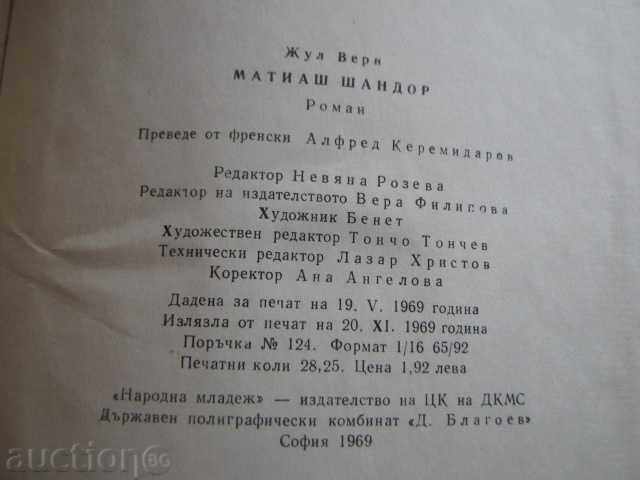 Жул Верн
МАТИАШ ШАНДОР
Роман
Преведе от френски Алфред Керемидаров
Редактор Невяна Розева
Редактор на издателството Вера Филипова
Художник Бенет
Художествен редактор Тончо Тончев
Технически редактор Лазар Христов
Коректор Ана Ангелова
Дадена за печат на 19. V. 1969 година
Излязла от печат на 20. XI. 1969 година
Поръчка № 124. Формат 1/16 65/92
Печатни коли 28,25. Цена 1,92 лева
«Народна младеж» — издателство на ЦК на ДКМС
Държавен полиграфически комбинат «Д. Благоев»
София 1969
auction BG